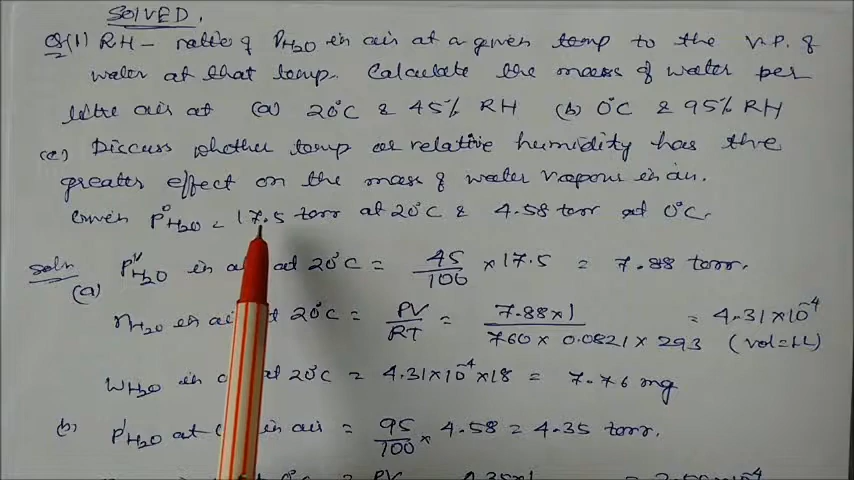 SOLVED.
Q(1) RH - ratio of PH2O in air at a given temp to the V.P. of
water at that temp. Calculate the mass of water per
litre air at (a) 20°C & 45% RH (b) 0°C & 95% RH
(c) Discuss whether temp or relative humidity has the
greater effect on the mass of water vapour in air.
Given P°H2O = 17.5 torr at 20°C & 4.58 torr at 0°C.
Soln P'H2O in at 20°C = 45/100 × 17.5 = 7.88 torr.
(a)
nH2O in air at 20°C = PV/RT = 7.88×1/760 × 0.0821 × 293 = 4.31×10⁻⁴ (vol=1L)
WH2O in at 20°C = 4.31×10⁻⁴×18 = 7.76 mg
(b) P'H2O at in air = 95/100 × 4.58 = 4.35 torr.
0°C = PV 4.35×1